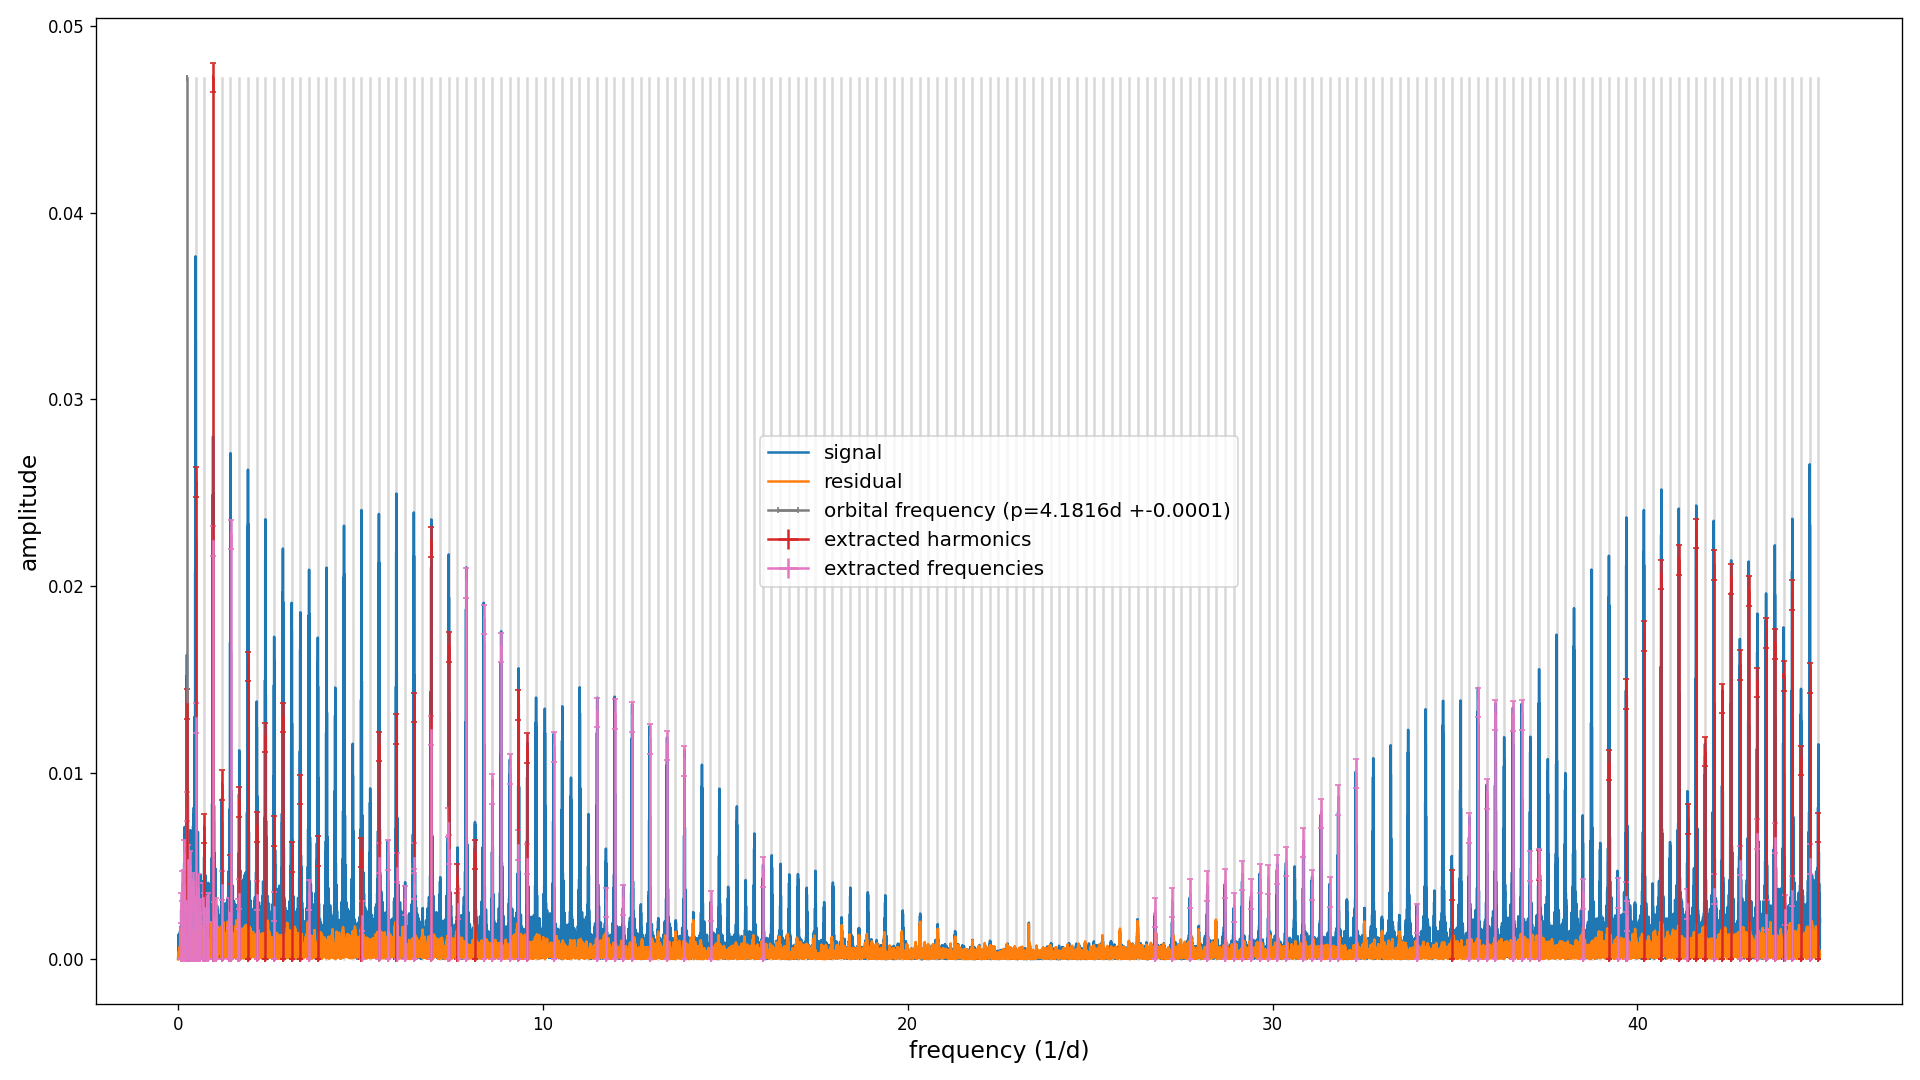 0.05
0.04
0.03
0.02
0.01
0.00
amplitude
signal
residual
orbital frequency (p=4.1816d +-0.0001)
extracted harmonics
extracted frequencies
0 10 20 30 40
frequency (1/d)